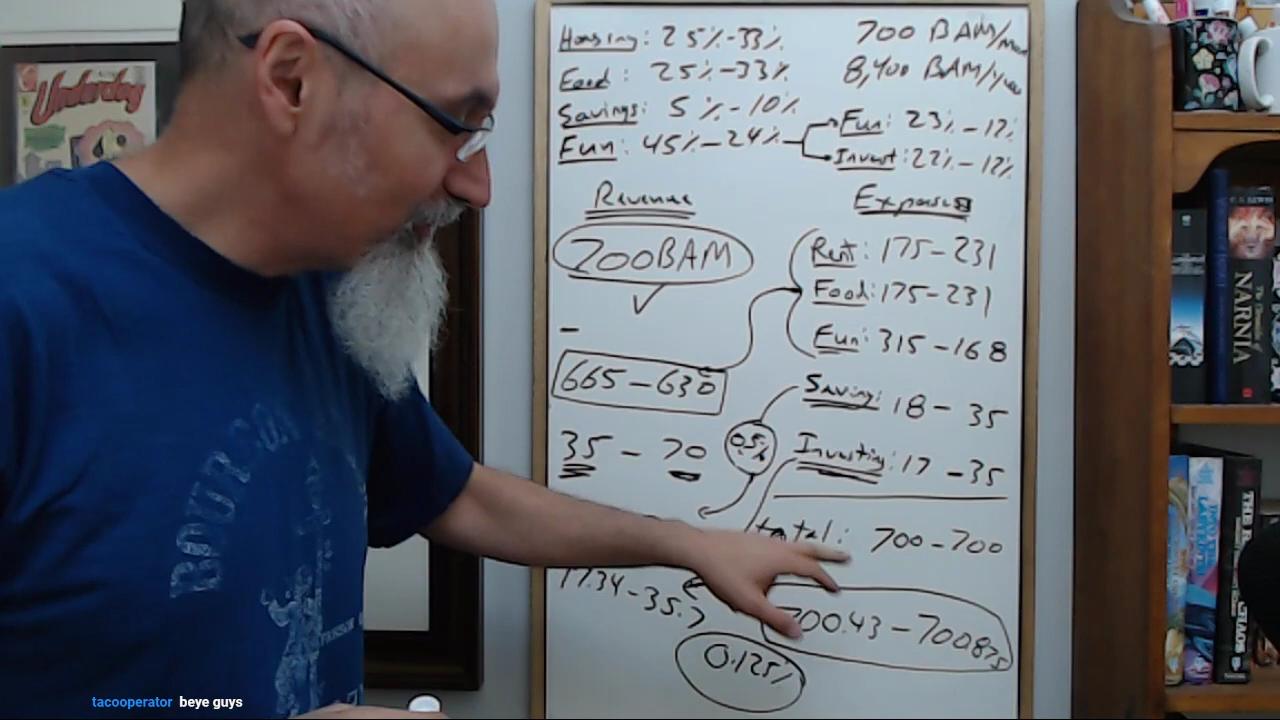 Housing: 25%-33%
Food: 25%-33%
Savings: 5%-10%
Fun: 45%-24%
700 BAM/
8,400 BAM/
Fun: 23%-12%
Invest: 22%-12%
Revenue
700BAM
-
665-630
35-70
0.5%
17.34-35.7
Expenses
Rent: 175-231
Food: 175-231
Fun: 315-168
Saving: 18-35
Investing: 17-35
total: 700-700
700.43-700.875
0.125%
Underdog
NARNIA
tacooperator beye guys